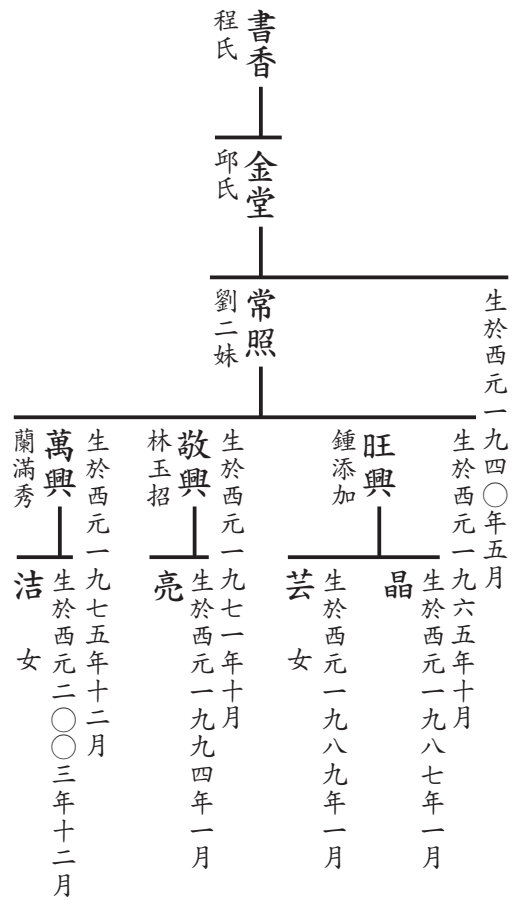 書香
程氏
金堂
邱氏
生於西元一九四〇年五月
常照
劉二妹
生於西元一九六五年十月
旺興
鍾添加
生於西元一九七一年十月
敬興
林玉招
生於西元一九七五年十二月
萬興
蘭滿秀
生於西元一九八七年一月
晶
生於西元一九八九年一月
芸 女
生於西元一九九四年一月
亮
生於西元二〇〇三年十二月
洁 女